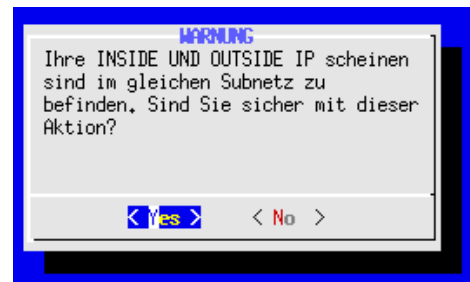 WARNUNG
Ihre INSIDE UND OUTSIDE IP scheinen
sind im gleichen Subnetz zu
befinden. Sind Sie sicher mit dieser
Aktion?
< Yes > < No >